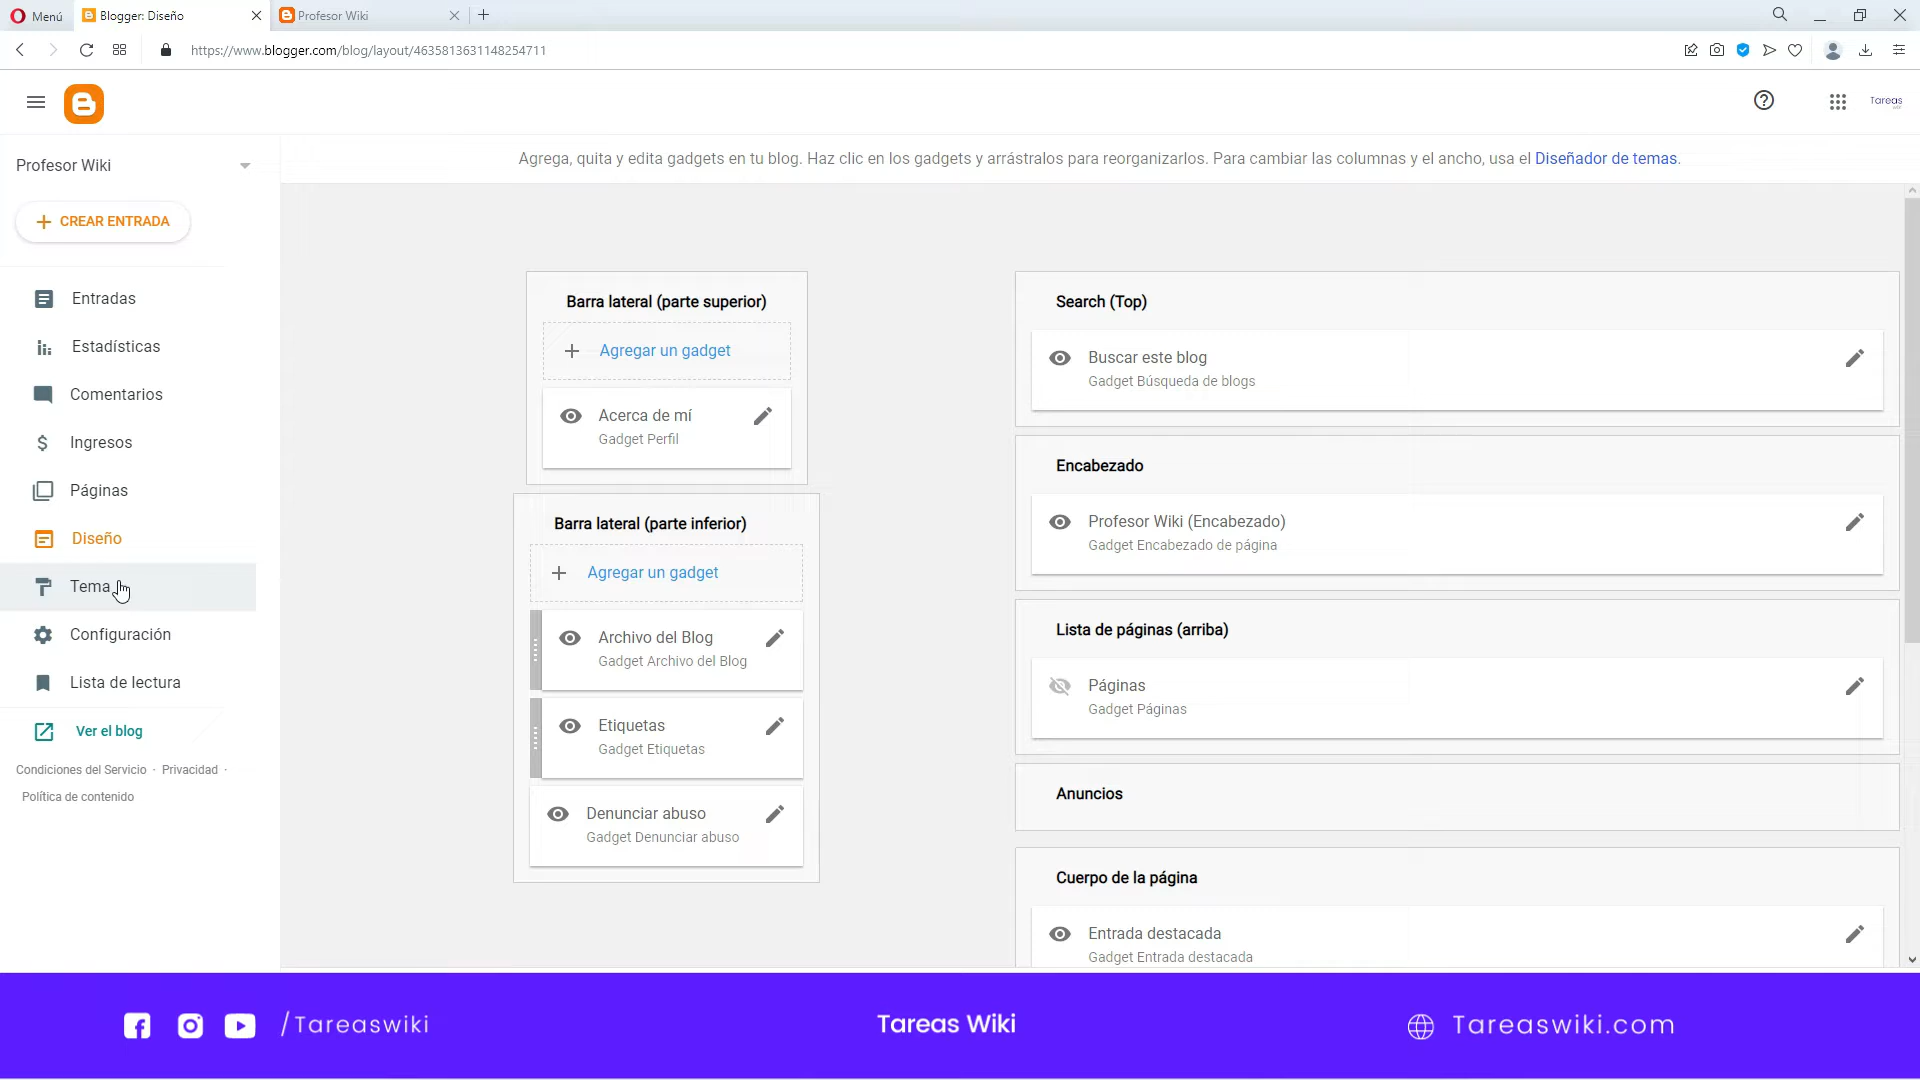 Menú
Blogger: Diseño
Profesor Wiki
https://www.blogger.com/blog/layout/4635813631148254711
Tareas
Profesor Wiki
Agrega, quita y edita gadgets en tu blog. Haz clic en los gadgets y arrástralos para reorganizarlos. Para cambiar las columnas y el ancho, usa el Diseñador de temas.
CREAR ENTRADA
Entradas
Estadísticas
Comentarios
Ingresos
Páginas
Diseño
Tema
Configuración
Lista de lectura
Ver el blog
Condiciones del Servicio · Privacidad ·
Política de contenido
Barra lateral (parte superior)
Agregar un gadget
Acerca de mí
Gadget Perfil
Barra lateral (parte inferior)
Agregar un gadget
Archivo del Blog
Gadget Archivo del Blog
Etiquetas
Gadget Etiquetas
Denunciar abuso
Gadget Denunciar abuso
Search (Top)
Buscar este blog
Gadget Búsqueda de blogs
Encabezado
Profesor Wiki (Encabezado)
Gadget Encabezado de página
Lista de páginas (arriba)
Páginas
Gadget Páginas
Anuncios
Cuerpo de la página
Entrada destacada
Gadget Entrada destacada
/Tareaswiki
Tareas Wiki
Tareaswiki.com